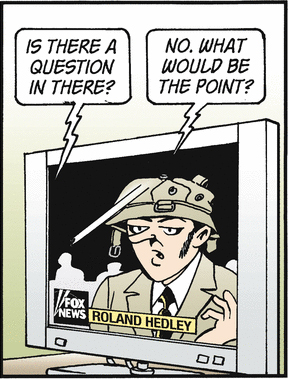 IS THERE A
QUESTION
IN THERE?
NO. WHAT
WOULD BE
THE POINT?
FOX
NEWS
ROLAND HEDLEY